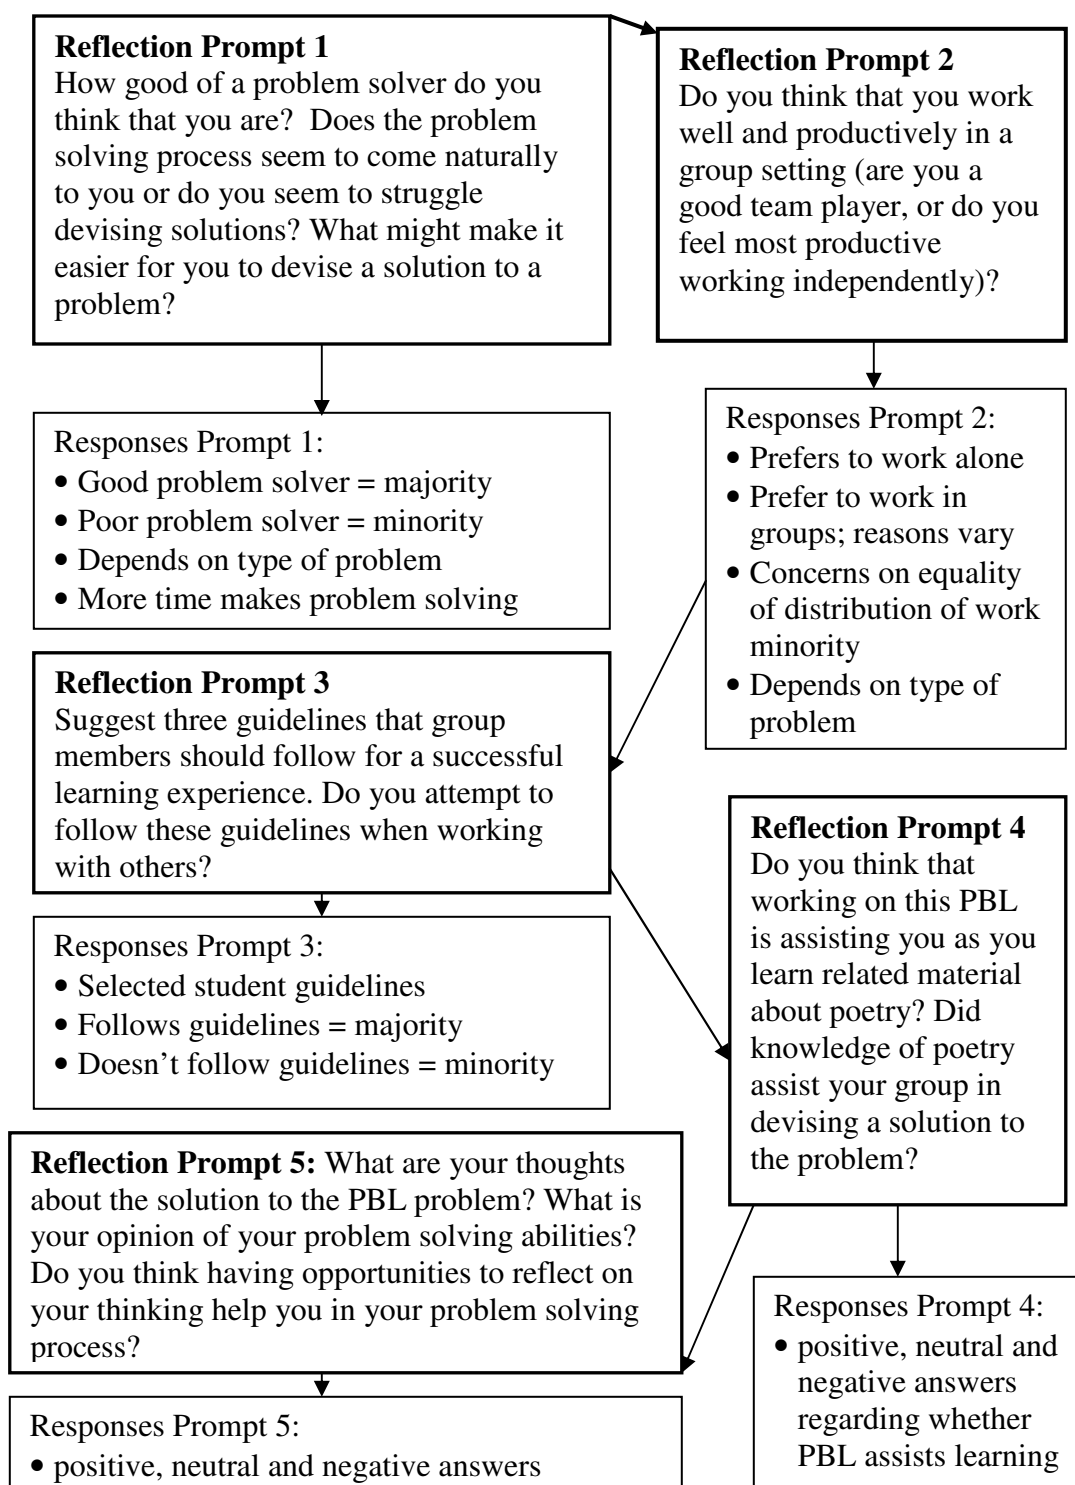 Reflection Prompt 1
How good of a problem solver do you
think that you are?  Does the problem
solving process seem to come naturally
to you or do you seem to struggle
devising solutions? What might make it
easier for you to devise a solution to a
problem?
Reflection Prompt 2
Do you think that you work
well and productively in a
group setting (are you a
good team player, or do you
feel most productive
working independently)?
Responses Prompt 1:
• Good problem solver = majority
• Poor problem solver = minority
• Depends on type of problem
• More time makes problem solving
Responses Prompt 2:
• Prefers to work alone
• Prefer to work in
groups; reasons vary
• Concerns on equality
of distribution of work
minority
• Depends on type of
problem
Reflection Prompt 3
Suggest three guidelines that group
members should follow for a successful
learning experience. Do you attempt to
follow these guidelines when working
with others?
Responses Prompt 3:
• Selected student guidelines
• Follows guidelines = majority
• Doesn’t follow guidelines = minority
Reflection Prompt 4
Do you think that
working on this PBL
is assisting you as you
learn related material
about poetry? Did
knowledge of poetry
assist your group in
devising a solution to
the problem?
Reflection Prompt 5: What are your thoughts
about the solution to the PBL problem? What is
your opinion of your problem solving abilities?
Do you think having opportunities to reflect on
your thinking help you in your problem solving
process?
Responses Prompt 4:
• positive, neutral and
negative answers
regarding whether
PBL assists learning
Responses Prompt 5:
• positive, neutral and negative answers